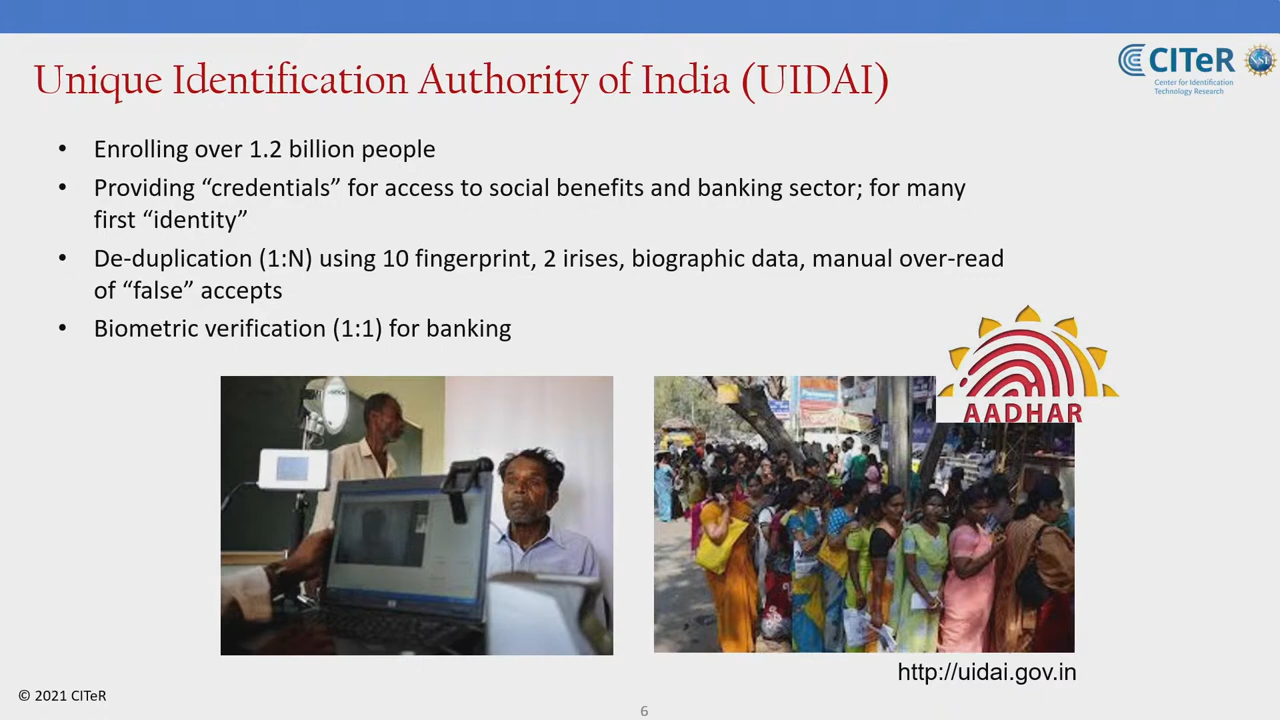 Unique Identification Authority of India (UIDAI)
CITeR
Center for Identification
Technology Research
NSF
• Enrolling over 1.2 billion people
• Providing “credentials” for access to social benefits and banking sector; for many
first “identity”
• De-duplication (1:N) using 10 fingerprint, 2 irises, biographic data, manual over-read
of “false” accepts
• Biometric verification (1:1) for banking
AADHAR
http://uidai.gov.in
© 2021 CITeR
6